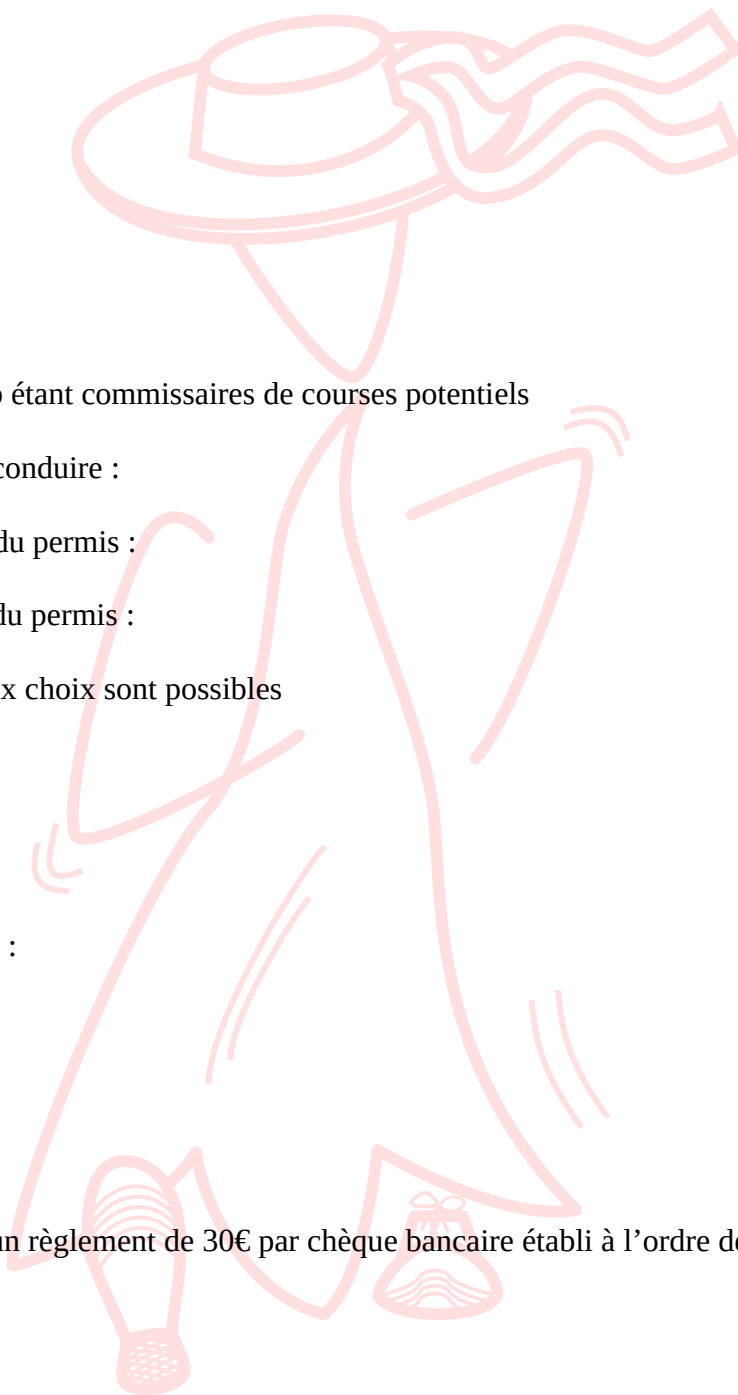 étant commissaires de courses potentiels
conduire :
du permis :
du permis :
x choix sont possibles
:
un règlement de 30€ par chèque bancaire établi à l’ordre de